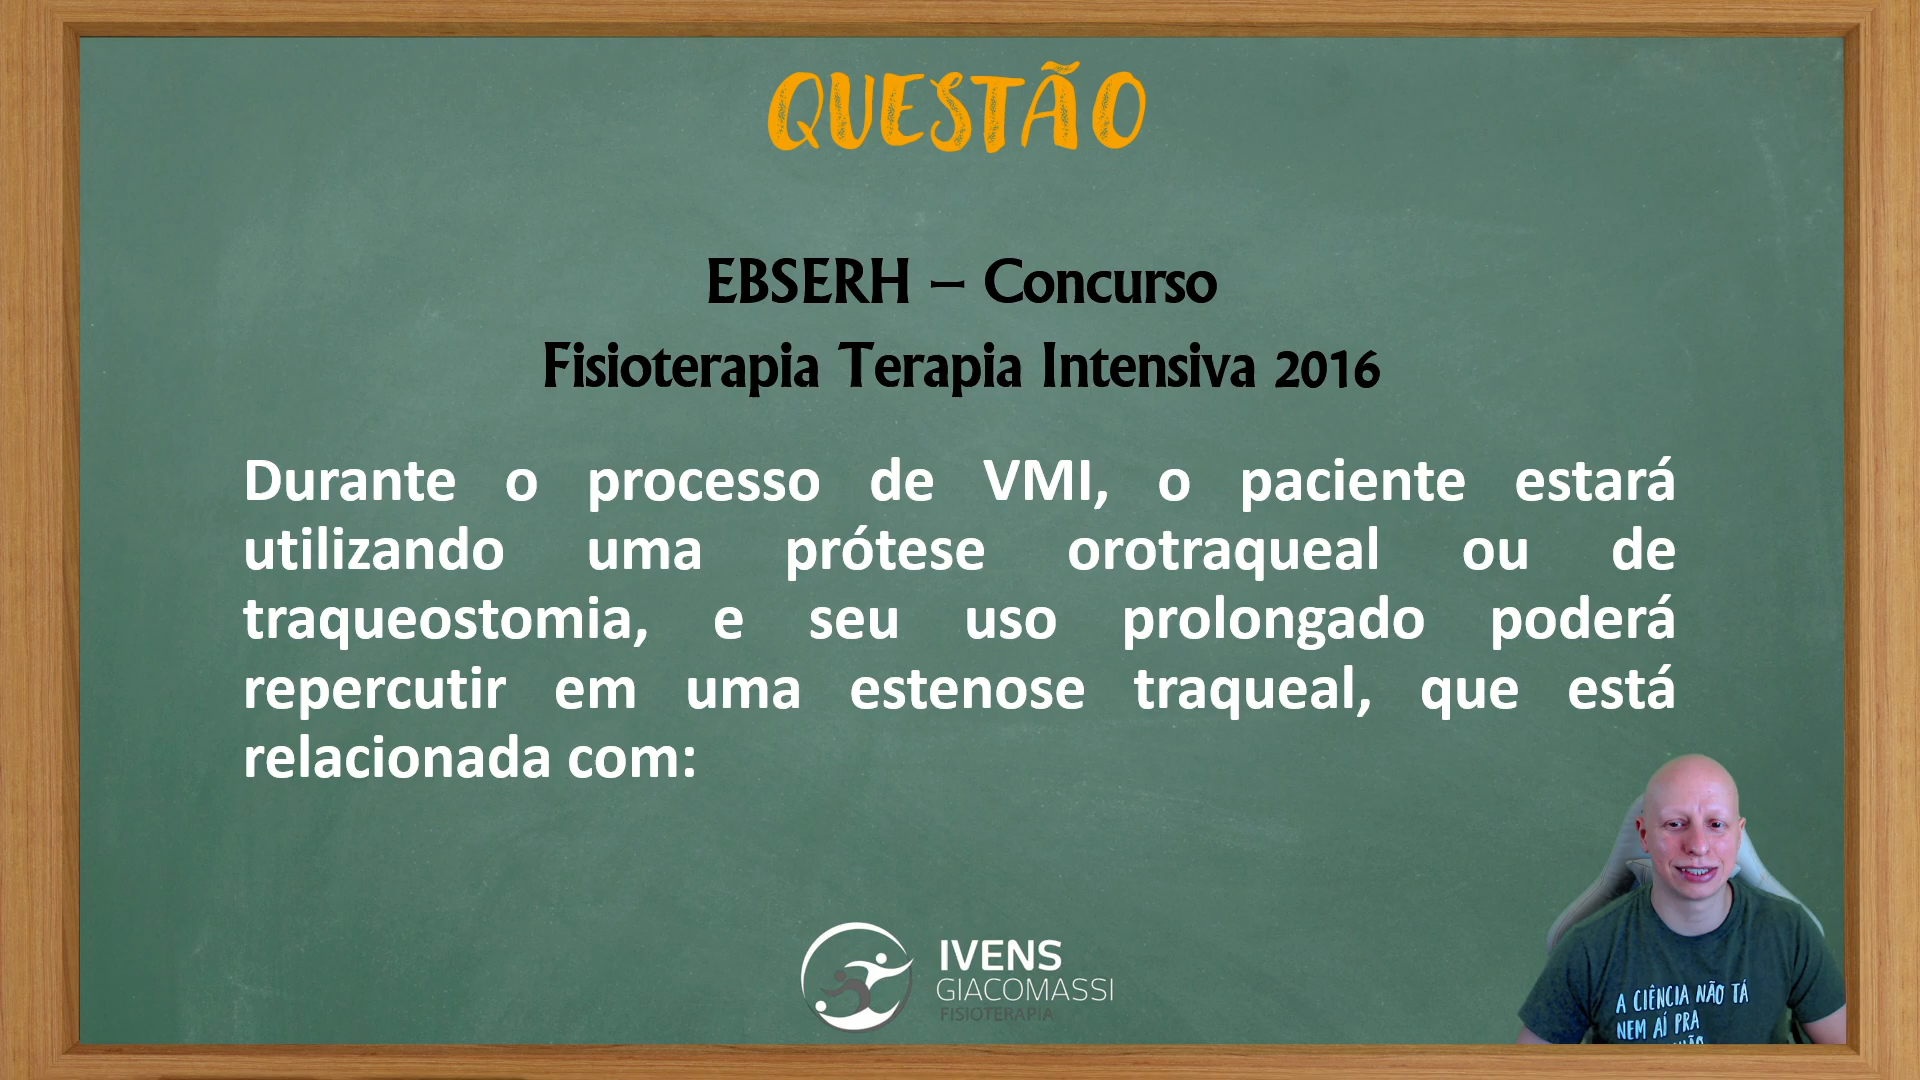 QUESTÃO
EBSERH – Concurso
Fisioterapia Terapia Intensiva 2016
Durante o processo de VMI, o paciente estará
utilizando uma prótese orotraqueal ou de
traqueostomia, e seu uso prolongado poderá
repercutir em uma estenose traqueal, que está
relacionada com:
IVENS
GIACOMASSI
FISIOTERAPIA
A CIÊNCIA NÃO TÁ
NEM AÍ PRA